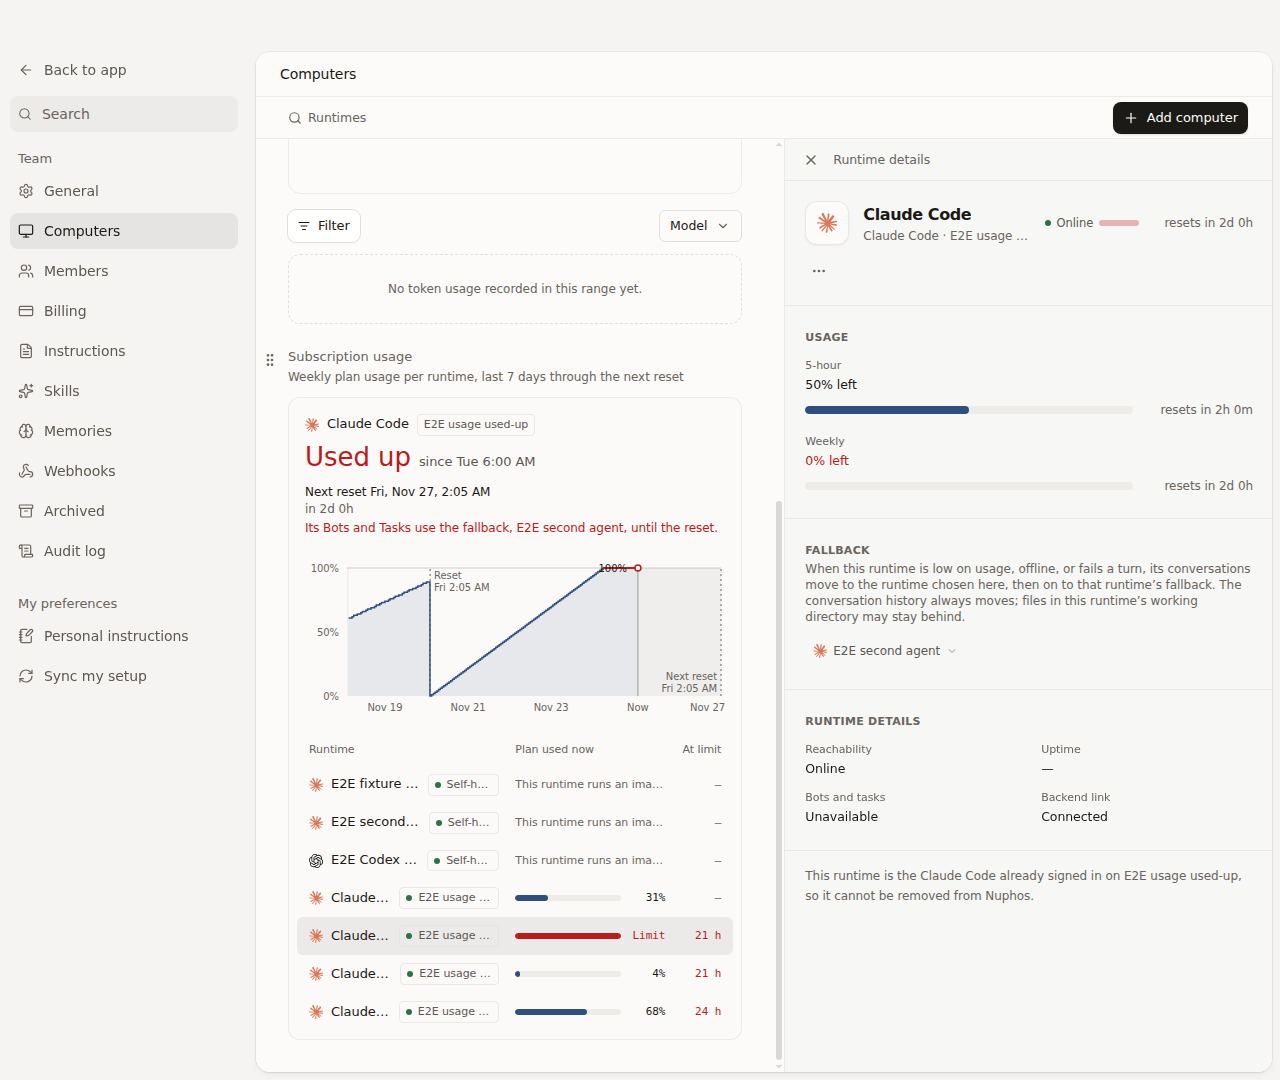 Back to app
Search
Team
General
Computers
Members
Billing
Instructions
Skills
Memories
Webhooks
Archived
Audit log
My preferences
Personal instructions
Sync my setup
Computers
Runtimes
Add computer
Filter
Model
No token usage recorded in this range yet.
Subscription usage
Weekly plan usage per runtime, last 7 days through the next reset
Claude Code E2E usage used-up
Used up since Tue 6:00 AM
Next reset Fri, Nov 27, 2:05 AM
in 2d 0h
Its Bots and Tasks use the fallback, E2E second agent, until the reset.
100%
50%
0%
Reset
Fri 2:05 AM
100%
Next reset
Fri 2:05 AM
Nov 19 Nov 21 Nov 23 Now Nov 27
Runtime Plan used now At limit
E2E fixture ... Self-h... This runtime runs an ima... –
E2E second... Self-h... This runtime runs an ima... –
E2E Codex ... Self-h... This runtime runs an ima... –
Claude... E2E usage ... 31% –
Claude... E2E usage ... Limit 21 h
Claude... E2E usage ... 4% 21 h
Claude... E2E usage ... 68% 24 h
Runtime details
Claude Code
Claude Code · E2E usage ...
Online
resets in 2d 0h
USAGE
5-hour
50% left
resets in 2h 0m
Weekly
0% left
resets in 2d 0h
FALLBACK
When this runtime is low on usage, offline, or fails a turn, its conversations
move to the runtime chosen here, then on to that runtime’s fallback. The
conversation history always moves; files in this runtime’s working
directory may stay behind.
E2E second agent
RUNTIME DETAILS
Reachability Uptime
Online —
Bots and tasks Backend link
Unavailable Connected
This runtime is the Claude Code already signed in on E2E usage used-up,
so it cannot be removed from Nuphos.